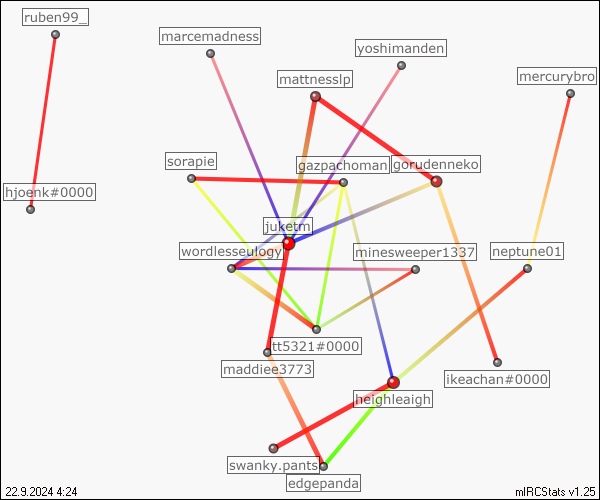 ruben99_
marcemadness
yoshimanden
mattnesslp
mercurybro
sorapie
gazpachoman
gorudenneko
hjoenk#0000
juketm
wordlesseulogy
minesweeper1337
neptune01
tt5321#0000
maddiee3773
ikeachan#0000
heighleaigh
swanky.pants
edgepanda
22.9.2024 4:24
mIRCStats v1.25